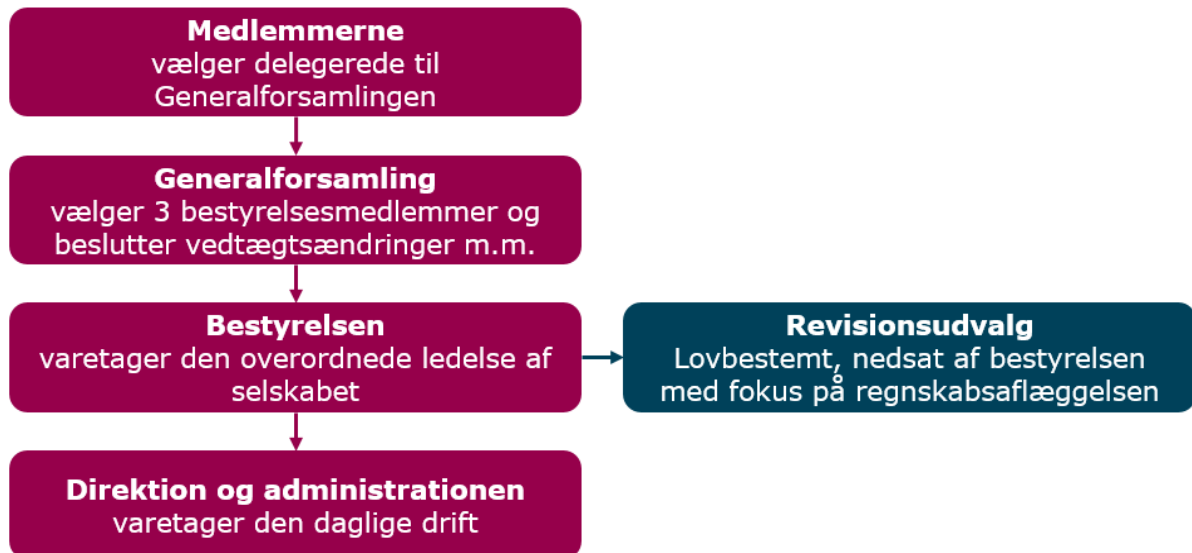 Medlemmerne
vælger delegerede til
Generalforsamlingen
Generalforsamling
vælger 3 bestyrelsesmedlemmer og
beslutter vedtægtsændringer m.m.
Bestyrelsen
varetager den overordnede ledelse af
selskabet
Revisionsudvalg
Lovbestemt, nedsat af bestyrelsen
med fokus på regnskabsaflæggelsen
Direktion og administrationen
varetager den daglige drift